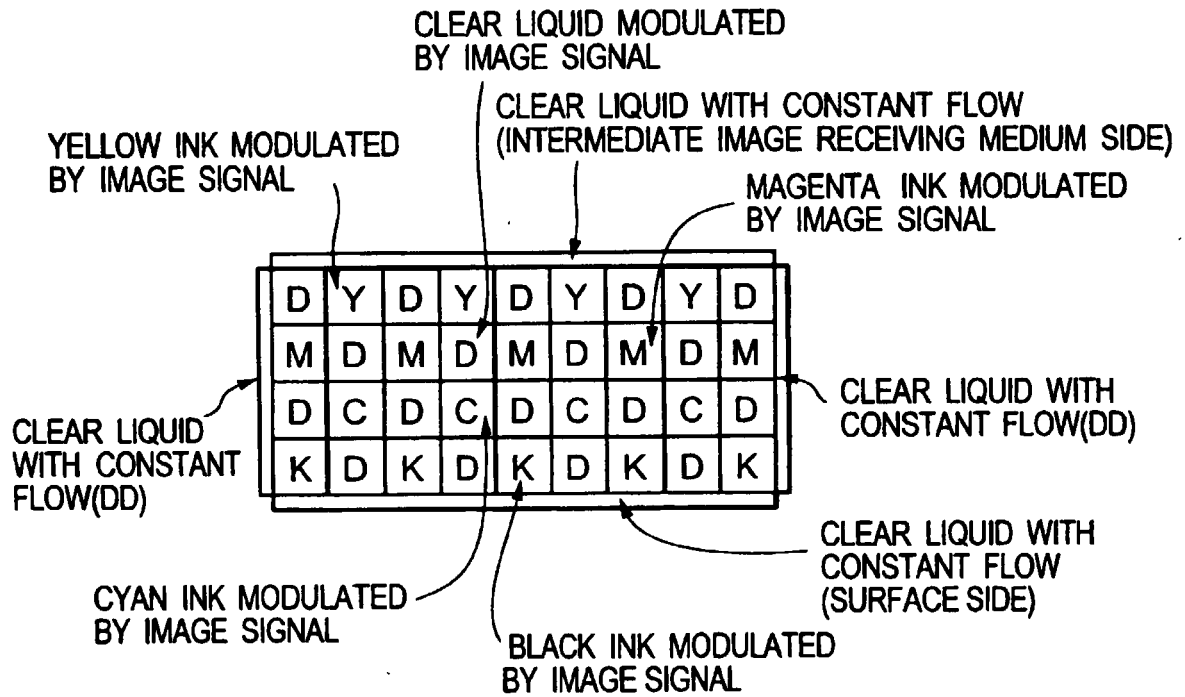 CLEAR LIQUID MODULATED
BY IMAGE SIGNAL
CLEAR LIQUID WITH CONSTANT FLOW
(INTERMEDIATE IMAGE RECEIVING MEDIUM SIDE)
YELLOW INK MODULATED
BY IMAGE SIGNAL
MAGENTA INK MODULATED
BY IMAGE SIGNAL
D Y D Y D Y D Y D
M D M D M D M D M
D C D C D C D C D
K D K D K D K D K
CLEAR LIQUID
WITH CONSTANT
FLOW(DD)
CLEAR LIQUID WITH
CONSTANT FLOW(DD)
CLEAR LIQUID WITH
CONSTANT FLOW
(SURFACE SIDE)
CYAN INK MODULATED
BY IMAGE SIGNAL
BLACK INK MODULATED
BY IMAGE SIGNAL